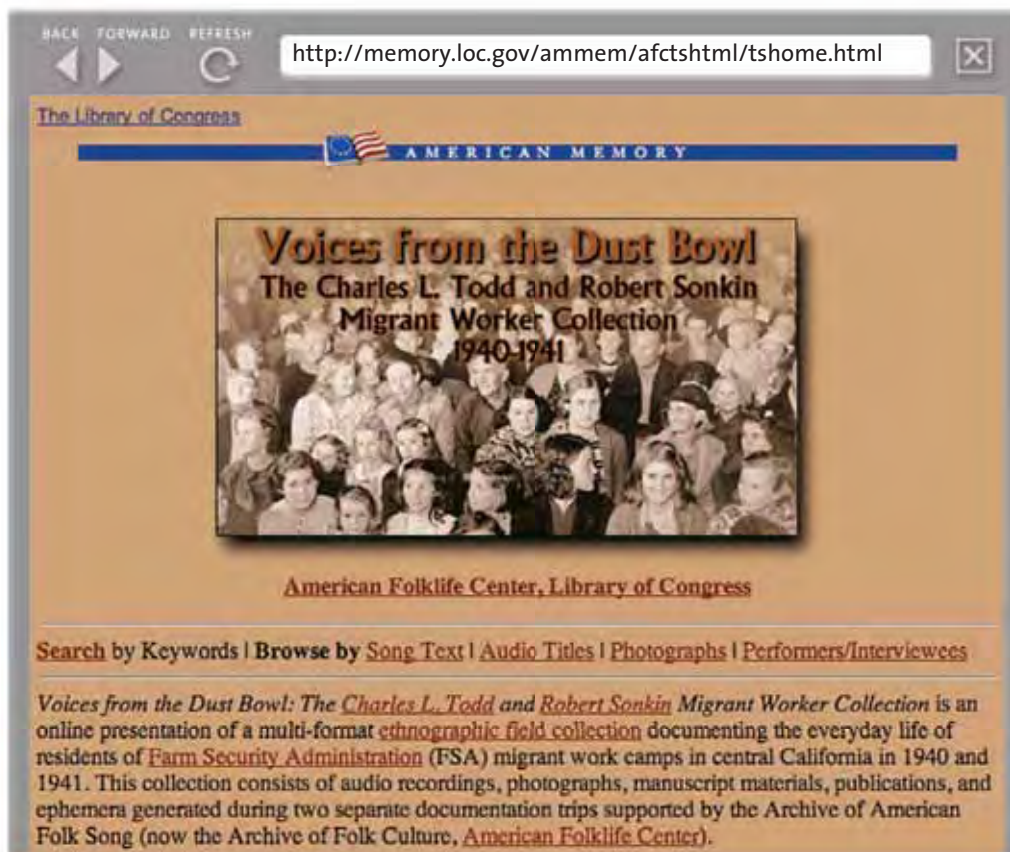 BACK FORWARD REFRESH
http://memory.loc.gov/ammem/afctshtml/tshome.html
The Library of Congress
AMERICAN MEMORY
Voices from the Dust Bowl
The Charles L. Todd and Robert Sonkin
Migrant Worker Collection
1940-1941
American Folklife Center, Library of Congress
Search by Keywords | Browse by Song Text | Audio Titles | Photographs | Performers/Interviewees
Voices from the Dust Bowl: The Charles L. Todd and Robert Sonkin Migrant Worker Collection is an
online presentation of a multi-format ethnographic field collection documenting the everyday life of
residents of Farm Security Administration (FSA) migrant work camps in central California in 1940 and
1941. This collection consists of audio recordings, photographs, manuscript materials, publications, and
ephemera generated during two separate documentation trips supported by the Archive of American
Folk Song (now the Archive of Folk Culture, American Folklife Center).